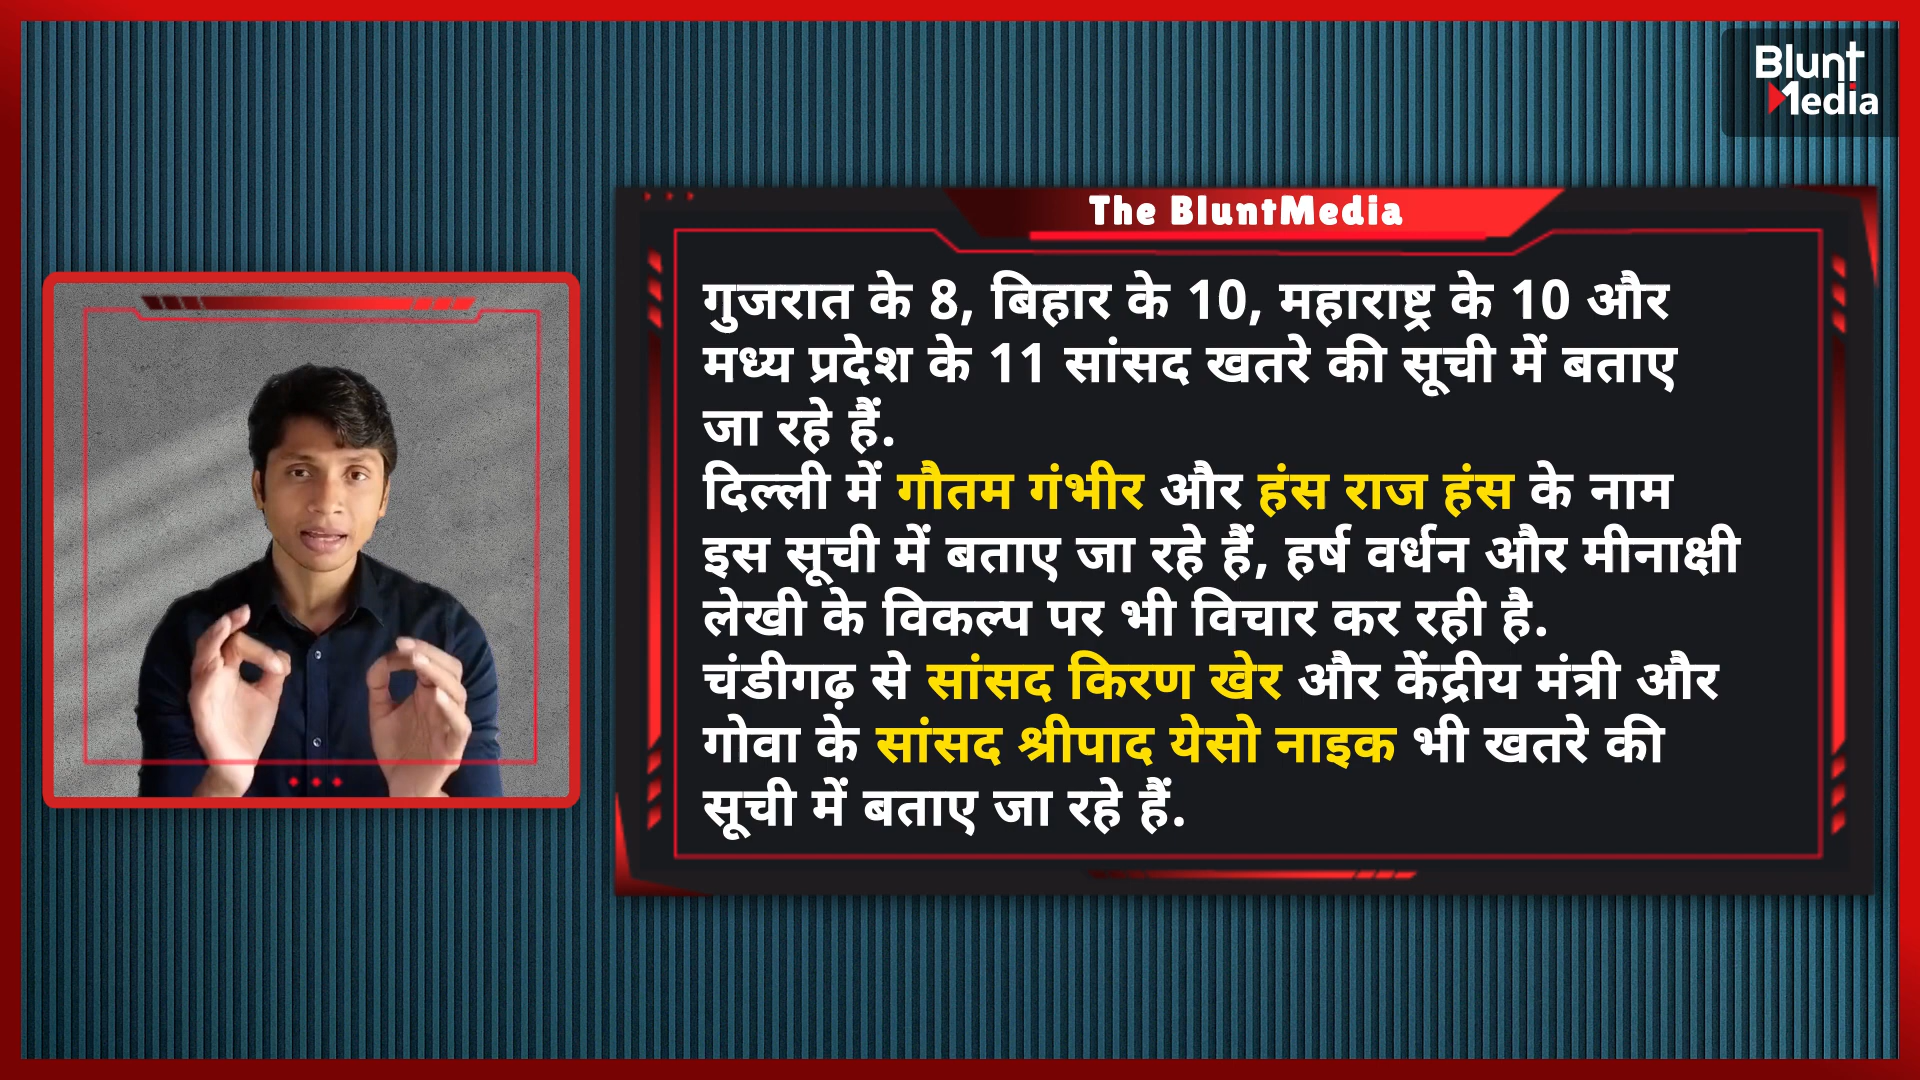 Blunt
Media
The BluntMedia
गुजरात के 8, बिहार के 10, महाराष्ट्र के 10 और
मध्य प्रदेश के 11 सांसद खतरे की सूची में बताए
जा रहे हैं.
दिल्ली में गौतम गंभीर और हंस राज हंस के नाम
इस सूची में बताए जा रहे हैं, हर्ष वर्धन और मीनाक्षी
लेखी के विकल्प पर भी विचार कर रही है.
चंडीगढ़ से सांसद किरण खेर और केंद्रीय मंत्री और
गोवा के सांसद श्रीपाद येसो नाइक भी खतरे की
सूची में बताए जा रहे हैं.